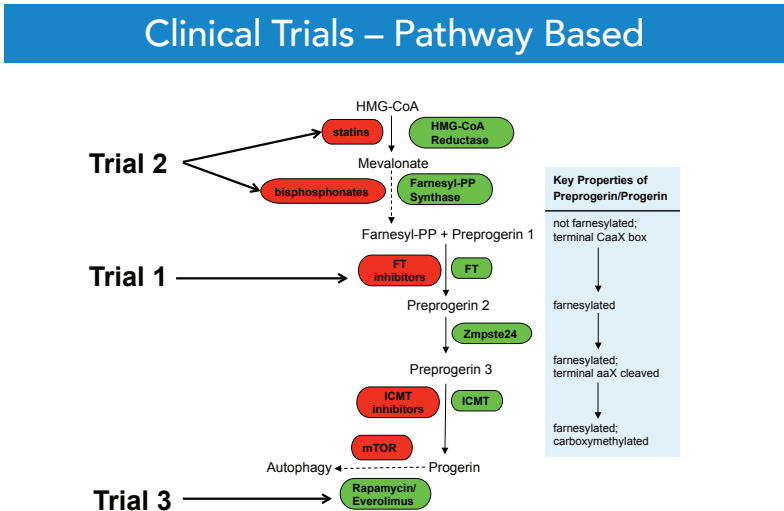 Clinical Trials – Pathway Based
HMG-CoA
statins
HMG-CoA
Reductase
Trial 2
Mevalonate
bisphosphonates
Farnesyl-PP
Synthase
Farnesyl-PP + Preprogerin 1
Trial 1
FT
inhibitors
FT
Preprogerin 2
Zmpste24
Preprogerin 3
ICMT
inhibitors
ICMT
mTOR
Autophagy
Progerin
Trial 3
Rapamycin/
Everolimus
Key Properties of
Preprogerin/Progerin
not farnesylated;
terminal CaaX box
farnesylated
farnesylated;
terminal aaX cleaved
farnesylated;
carboxymethylated